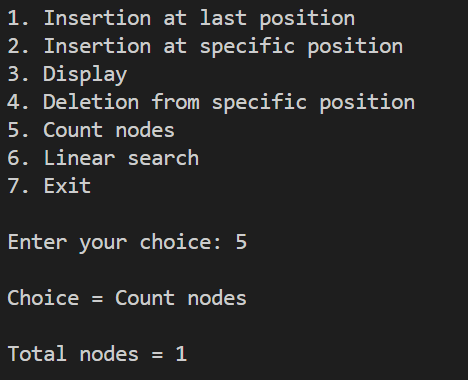 1. Insertion at last position
2. Insertion at specific position
3. Display
4. Deletion from specific position
5. Count nodes
6. Linear search
7. Exit
Enter your choice: 5
Choice = Count nodes
Total nodes = 1